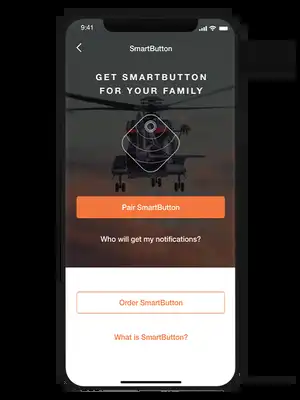 9:41
SmartButton
GET SMARTBUTTON
FOR YOUR FAMILY
Pair SmartButton
Who will get my notifications?
Order SmartButton
What is SmartButton?